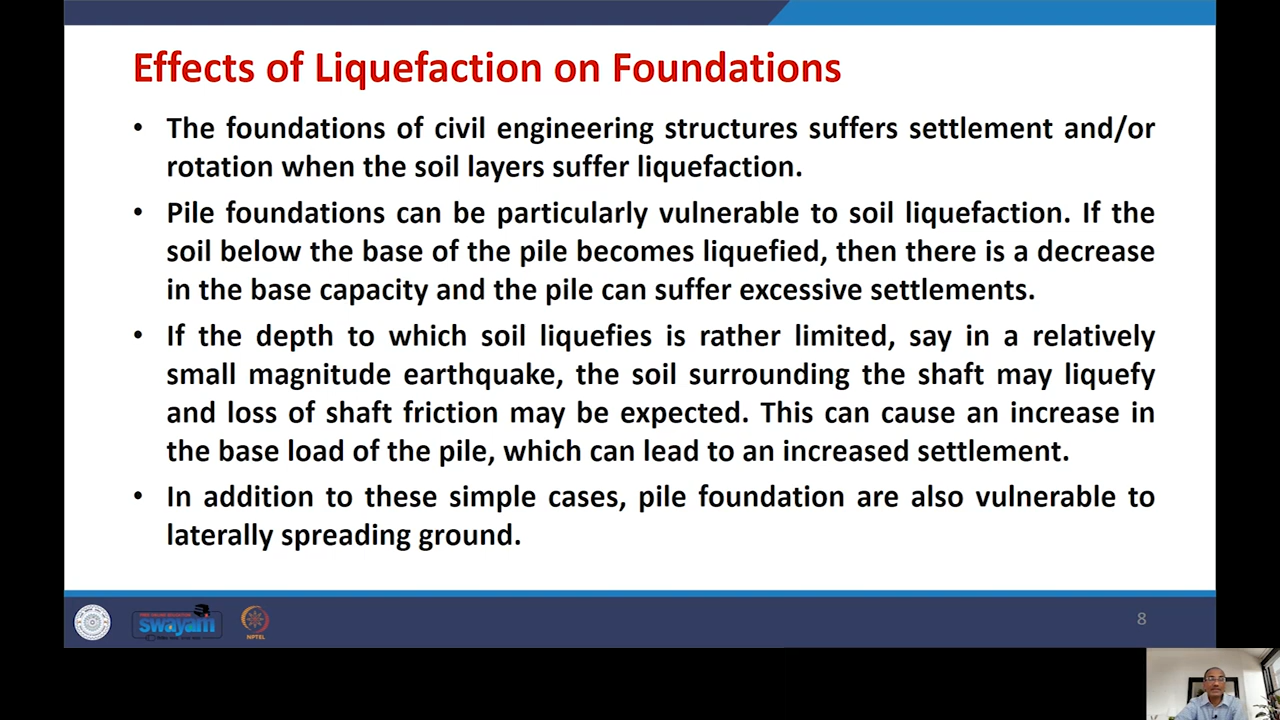 Effects of Liquefaction on Foundations
• The foundations of civil engineering structures suffers settlement and/or
rotation when the soil layers suffer liquefaction.
• Pile foundations can be particularly vulnerable to soil liquefaction. If the
soil below the base of the pile becomes liquefied, then there is a decrease
in the base capacity and the pile can suffer excessive settlements.
• If the depth to which soil liquefies is rather limited, say in a relatively
small magnitude earthquake, the soil surrounding the shaft may liquefy
and loss of shaft friction may be expected. This can cause an increase in
the base load of the pile, which can lead to an increased settlement.
• In addition to these simple cases, pile foundation are also vulnerable to
laterally spreading ground.
swayam
NPTEL
8